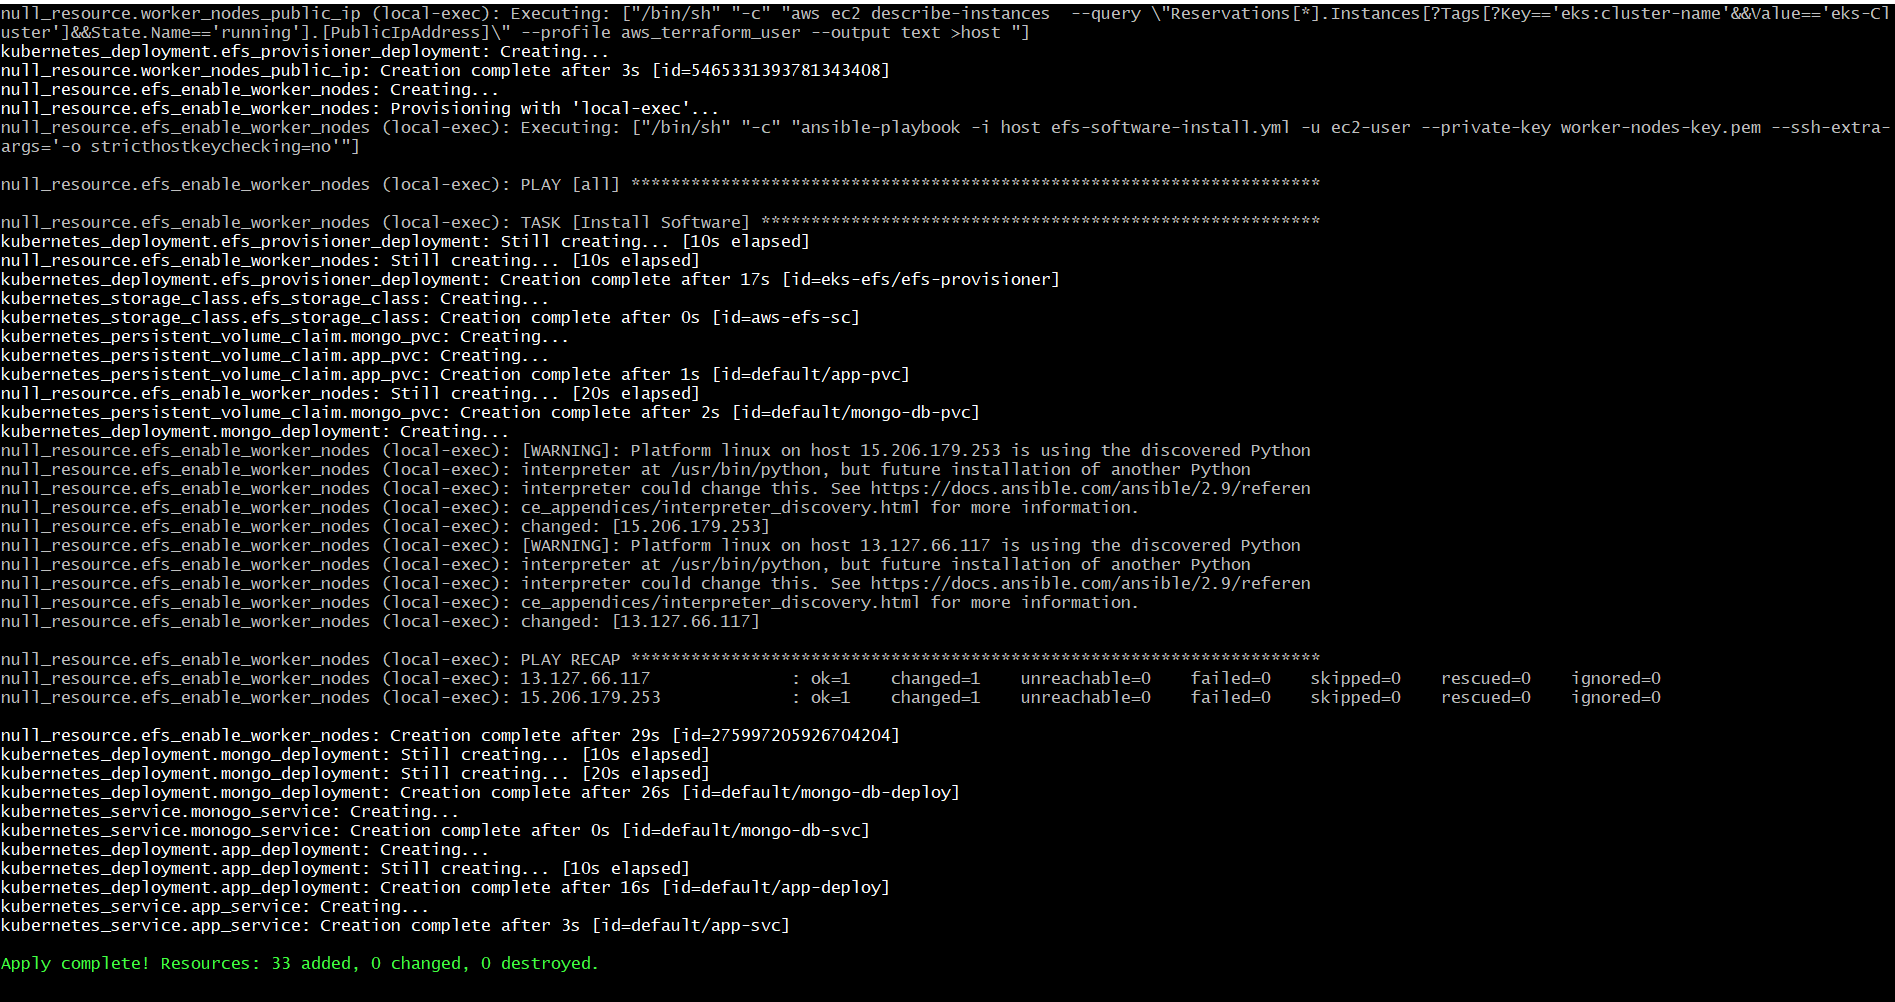 null_resource.worker_nodes_public_ip (local-exec): Executing: ["/bin/sh" "-c" "aws ec2 describe-instances  --query \"Reservations[*].Instances[?Tags[?Key=='eks:cluster-name'&&Value=='eks-Cl
uster']&&State.Name=='running'].[PublicIpAddress]\" --profile aws_terraform_user --output text >host "]
kubernetes_deployment.efs_provisioner_deployment: Creating...
null_resource.worker_nodes_public_ip: Creation complete after 3s [id=5465331393781343408]
null_resource.efs_enable_worker_nodes: Creating...
null_resource.efs_enable_worker_nodes: Provisioning with 'local-exec'...
null_resource.efs_enable_worker_nodes (local-exec): Executing: ["/bin/sh" "-c" "ansible-playbook -i host efs-software-install.yml -u ec2-user --private-key worker-nodes-key.pem --ssh-extra-
args='-o stricthostkeychecking=no'"]
null_resource.efs_enable_worker_nodes (local-exec): PLAY [all] *********************************************************************
null_resource.efs_enable_worker_nodes (local-exec): TASK [Install Software] ********************************************************
kubernetes_deployment.efs_provisioner_deployment: Still creating... [10s elapsed]
null_resource.efs_enable_worker_nodes: Still creating... [10s elapsed]
kubernetes_deployment.efs_provisioner_deployment: Creation complete after 17s [id=eks-efs/efs-provisioner]
kubernetes_storage_class.efs_storage_class: Creating...
kubernetes_storage_class.efs_storage_class: Creation complete after 0s [id=aws-efs-sc]
kubernetes_persistent_volume_claim.mongo_pvc: Creating...
kubernetes_persistent_volume_claim.app_pvc: Creating...
kubernetes_persistent_volume_claim.app_pvc: Creation complete after 1s [id=default/app-pvc]
null_resource.efs_enable_worker_nodes: Still creating... [20s elapsed]
kubernetes_persistent_volume_claim.mongo_pvc: Creation complete after 2s [id=default/mongo-db-pvc]
kubernetes_deployment.mongo_deployment: Creating...
null_resource.efs_enable_worker_nodes (local-exec): [WARNING]: Platform linux on host 15.206.179.253 is using the discovered Python
null_resource.efs_enable_worker_nodes (local-exec): interpreter at /usr/bin/python, but future installation of another Python
null_resource.efs_enable_worker_nodes (local-exec): interpreter could change this. See https://docs.ansible.com/ansible/2.9/referen
null_resource.efs_enable_worker_nodes (local-exec): ce_appendices/interpreter_discovery.html for more information.
null_resource.efs_enable_worker_nodes (local-exec): changed: [15.206.179.253]
null_resource.efs_enable_worker_nodes (local-exec): [WARNING]: Platform linux on host 13.127.66.117 is using the discovered Python
null_resource.efs_enable_worker_nodes (local-exec): interpreter at /usr/bin/python, but future installation of another Python
null_resource.efs_enable_worker_nodes (local-exec): interpreter could change this. See https://docs.ansible.com/ansible/2.9/referen
null_resource.efs_enable_worker_nodes (local-exec): ce_appendices/interpreter_discovery.html for more information.
null_resource.efs_enable_worker_nodes (local-exec): changed: [13.127.66.117]
null_resource.efs_enable_worker_nodes (local-exec): PLAY RECAP *********************************************************************
null_resource.efs_enable_worker_nodes (local-exec): 13.127.66.117              : ok=1    changed=1    unreachable=0    failed=0    skipped=0    rescued=0    ignored=0
null_resource.efs_enable_worker_nodes (local-exec): 15.206.179.253             : ok=1    changed=1    unreachable=0    failed=0    skipped=0    rescued=0    ignored=0
null_resource.efs_enable_worker_nodes: Creation complete after 29s [id=275997205926704204]
kubernetes_deployment.mongo_deployment: Still creating... [10s elapsed]
kubernetes_deployment.mongo_deployment: Still creating... [20s elapsed]
kubernetes_deployment.mongo_deployment: Creation complete after 26s [id=default/mongo-db-deploy]
kubernetes_service.monogo_service: Creating...
kubernetes_service.monogo_service: Creation complete after 0s [id=default/mongo-db-svc]
kubernetes_deployment.app_deployment: Creating...
kubernetes_deployment.app_deployment: Still creating... [10s elapsed]
kubernetes_deployment.app_deployment: Creation complete after 16s [id=default/app-deploy]
kubernetes_service.app_service: Creating...
kubernetes_service.app_service: Creation complete after 3s [id=default/app-svc]
Apply complete! Resources: 33 added, 0 changed, 0 destroyed.